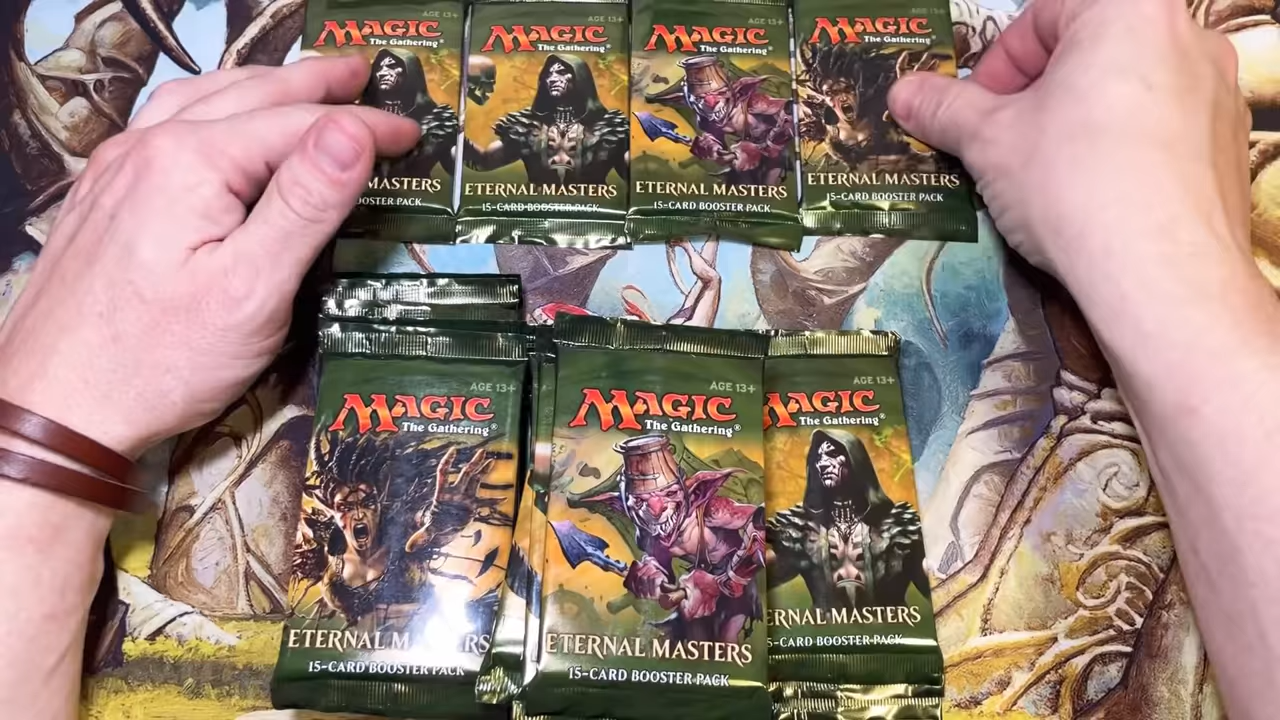 AGE 13+
MAGIC
The Gathering®
MASTERS
BOOSTER PACK
AGE 13+
MAGIC
The Gathering®
ETERNAL MASTERS
15-CARD BOOSTER PACK
AGE 13+
MAGIC
The Gathering®
ETERNAL MASTERS
15-CARD BOOSTER PACK
AGE 13+
MAGIC
The Gathering®
ETERNAL MASTERS
15-CARD BOOSTER PACK
AGE 13+
MAGIC
The Gathering®
ETERNAL MASTERS
15-CARD BOOSTER PACK
AGE 13+
MAGIC
The Gathering®
ETERNAL MASTERS
15-CARD BOOSTER PACK
AGE 13+
MAGIC
The Gathering®
ERNAL MASTERS
5-CARD BOOSTER PACK